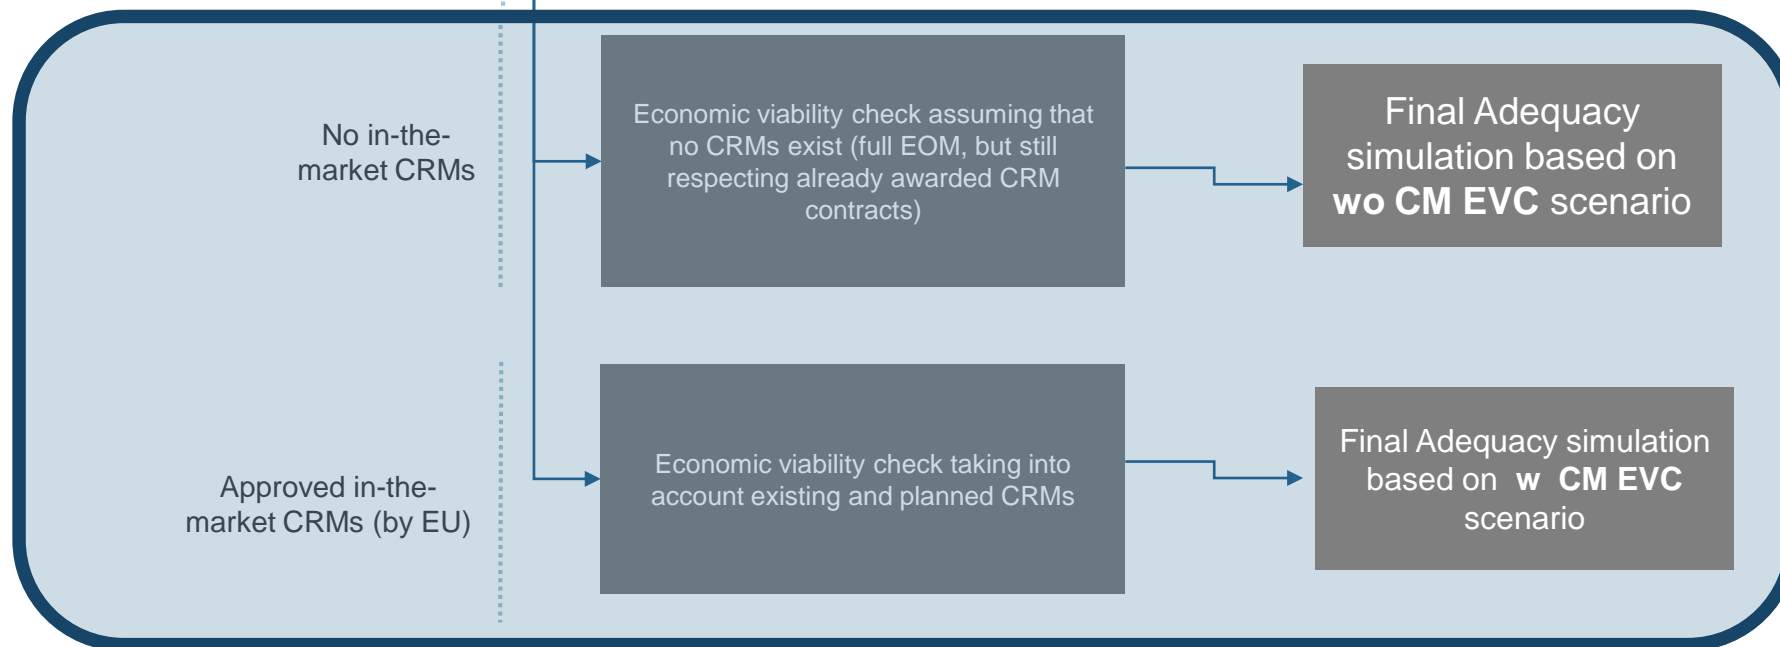 No in-the-
market CRMs
Economic viability check assuming that
no CRMs exist (full EOM, but still
respecting already awarded CRM
contracts)
Final Adequacy
simulation based on
wo CM EVC scenario
Approved in-the-
market CRMs (by EU)
Economic viability check taking into
account existing and planned CRMs
Final Adequacy simulation
based on w CM EVC
scenario